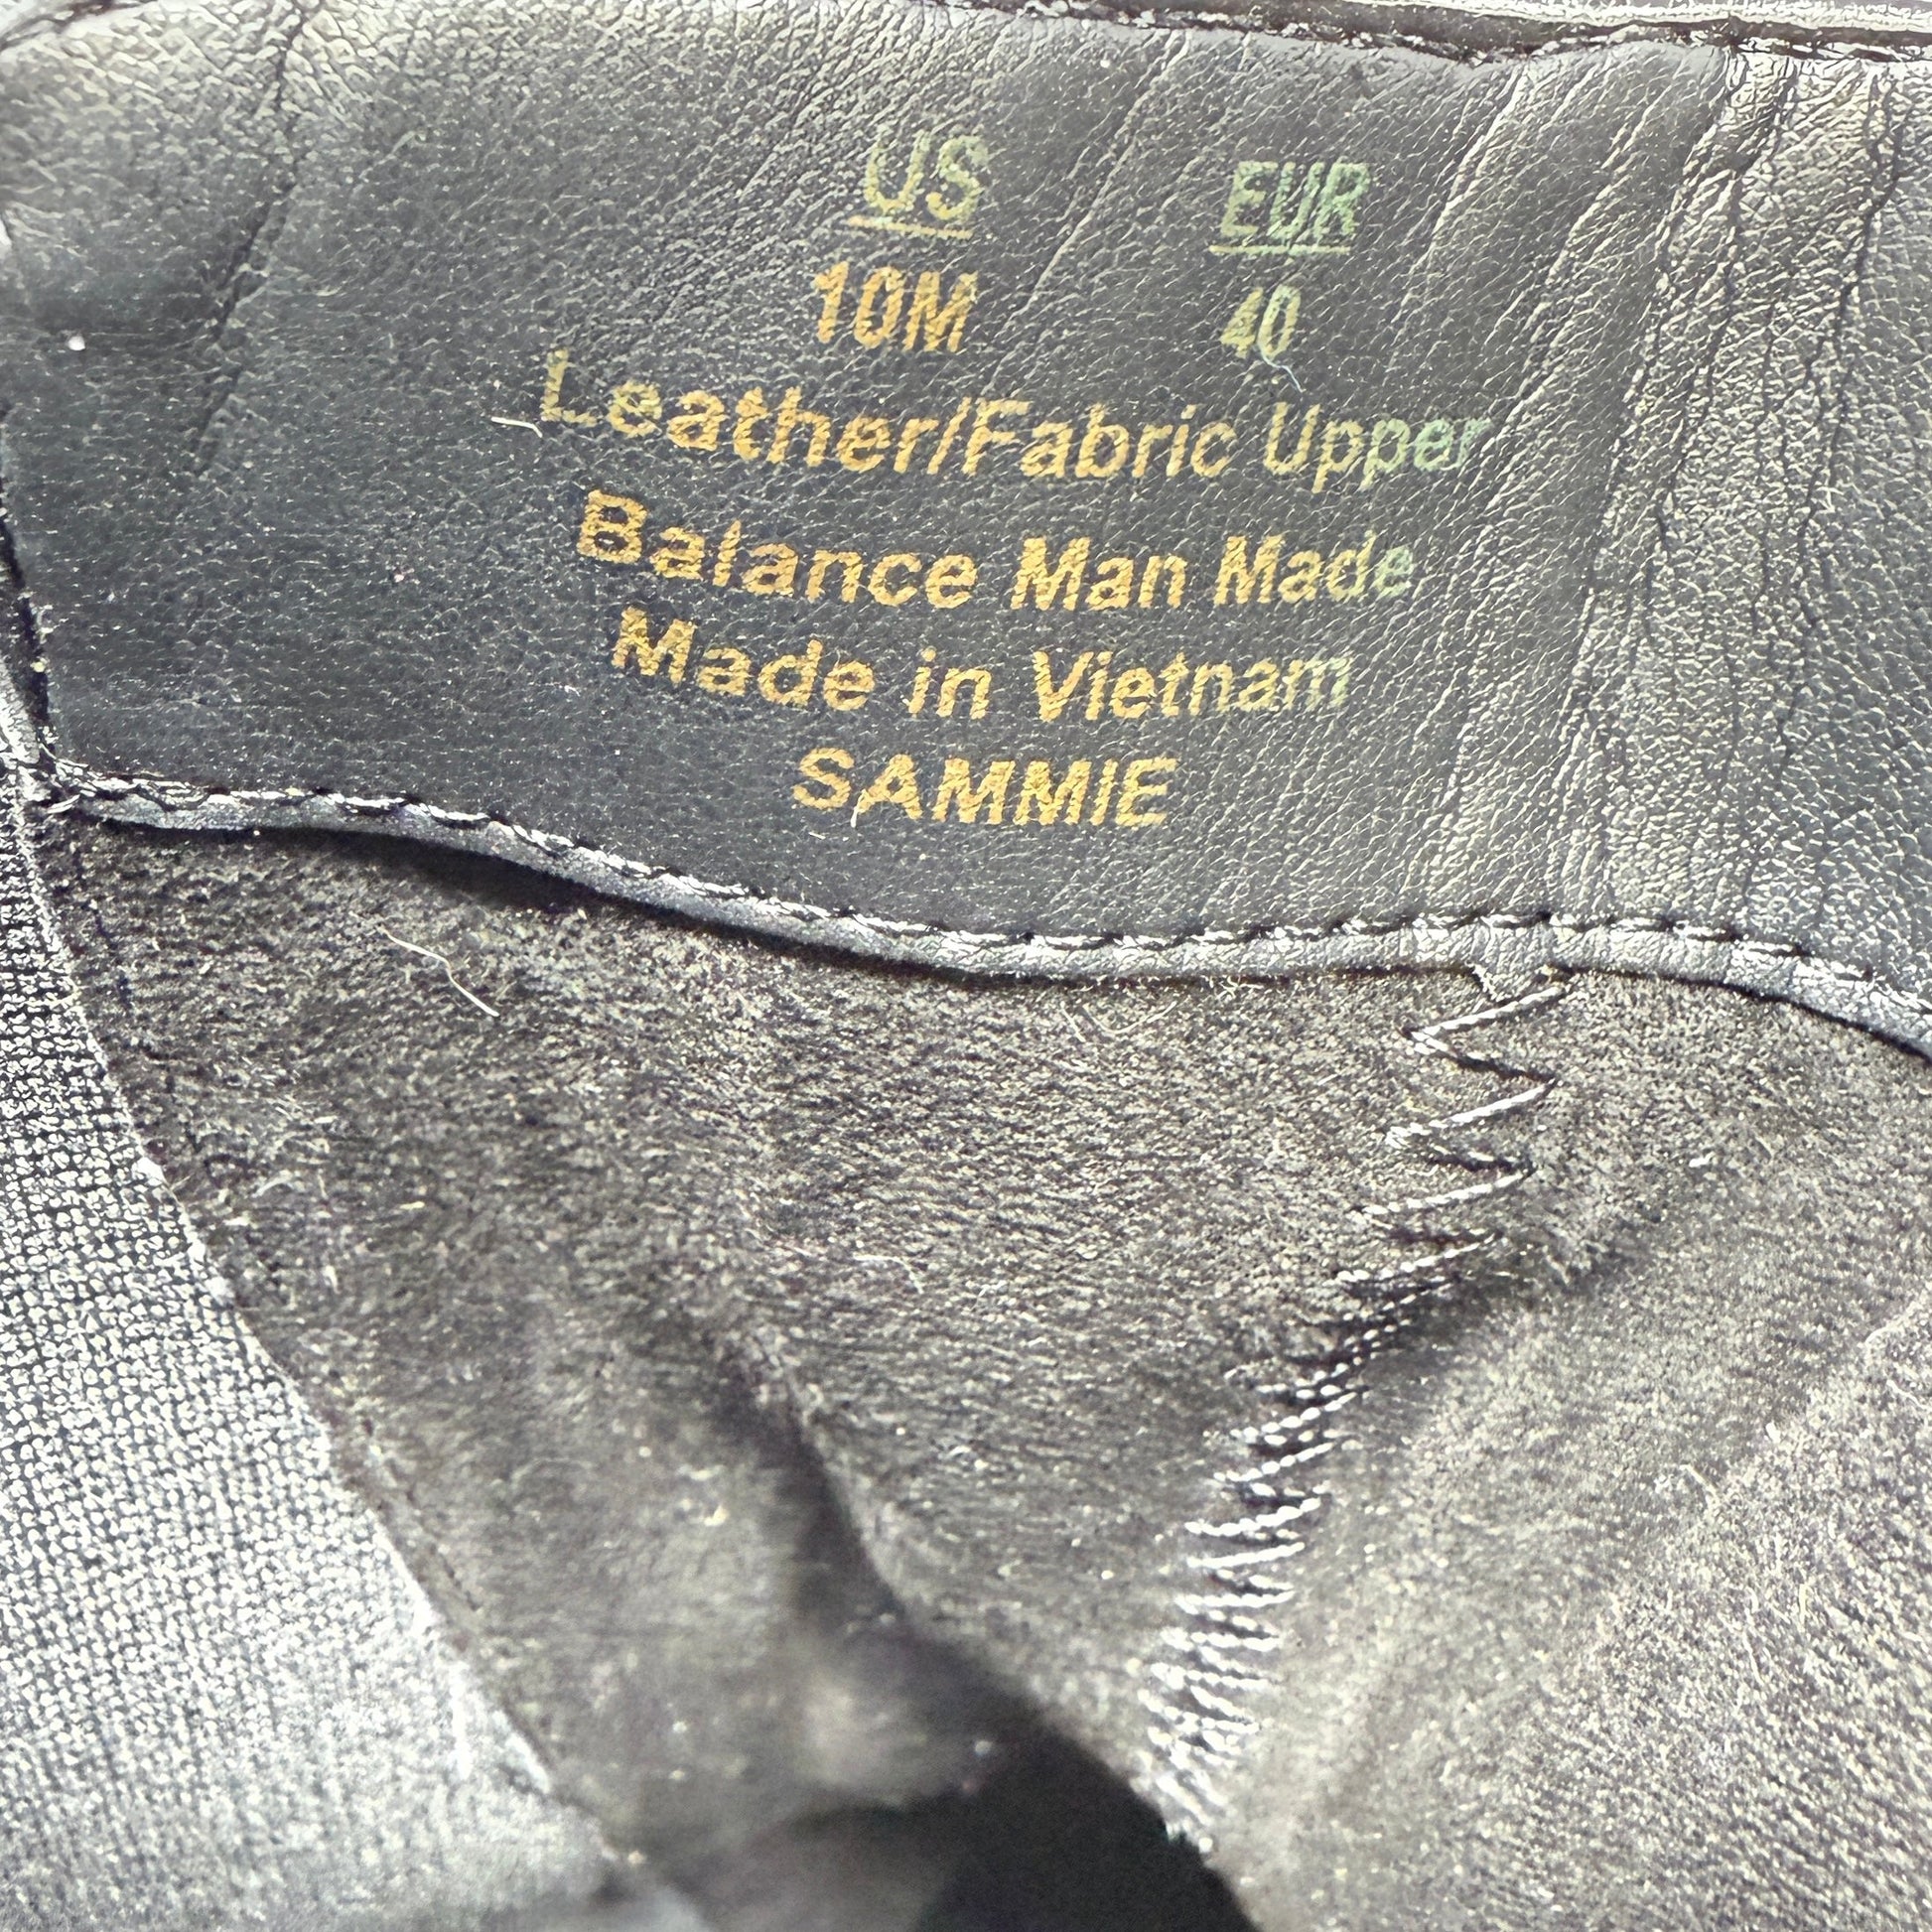 US EUR
10M 40
Leather/Fabric Upper
Balance Man Made
Made in Vietnam
SAMMIE